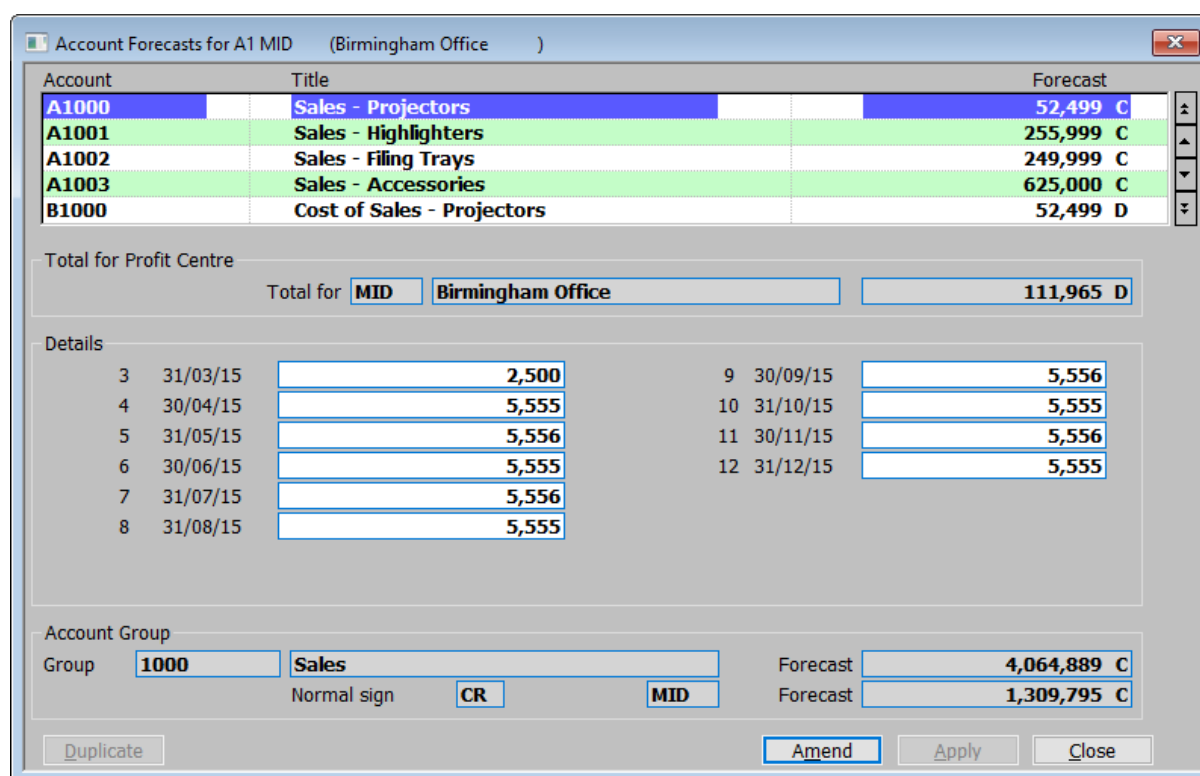 Account Forecasts for A1 MID (Birmingham Office )
Account Title Forecast
A1000 Sales - Projectors 52,499 C
A1001 Sales - Highlighters 255,999 C
A1002 Sales - Filing Trays 249,999 C
A1003 Sales - Accessories 625,000 C
B1000 Cost of Sales - Projectors 52,499 D
Total for Profit Centre
Total for MID Birmingham Office 111,965 D
Details
3 31/03/15 2,500 9 30/09/15 5,556
4 30/04/15 5,555 10 31/10/15 5,555
5 31/05/15 5,556 11 30/11/15 5,556
6 30/06/15 5,555 12 31/12/15 5,555
7 31/07/15 5,556
8 31/08/15 5,555
Account Group
Group 1000 Sales Forecast 4,064,889 C
Normal sign CR MID Forecast 1,309,795 C
Duplicate Amend Apply Close